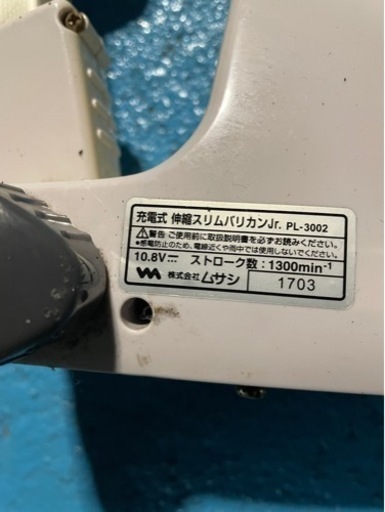 充電式 伸縮スリムバリカンJr. PL-3002
⚠警告 ご使用前に取扱説明書を必ずお読みください。
●感電防止のため、電線近くや雨中では使用しないでください。
10.8V⎓ ストローク数：1300min⁻¹
株式会社ムサシ 1703